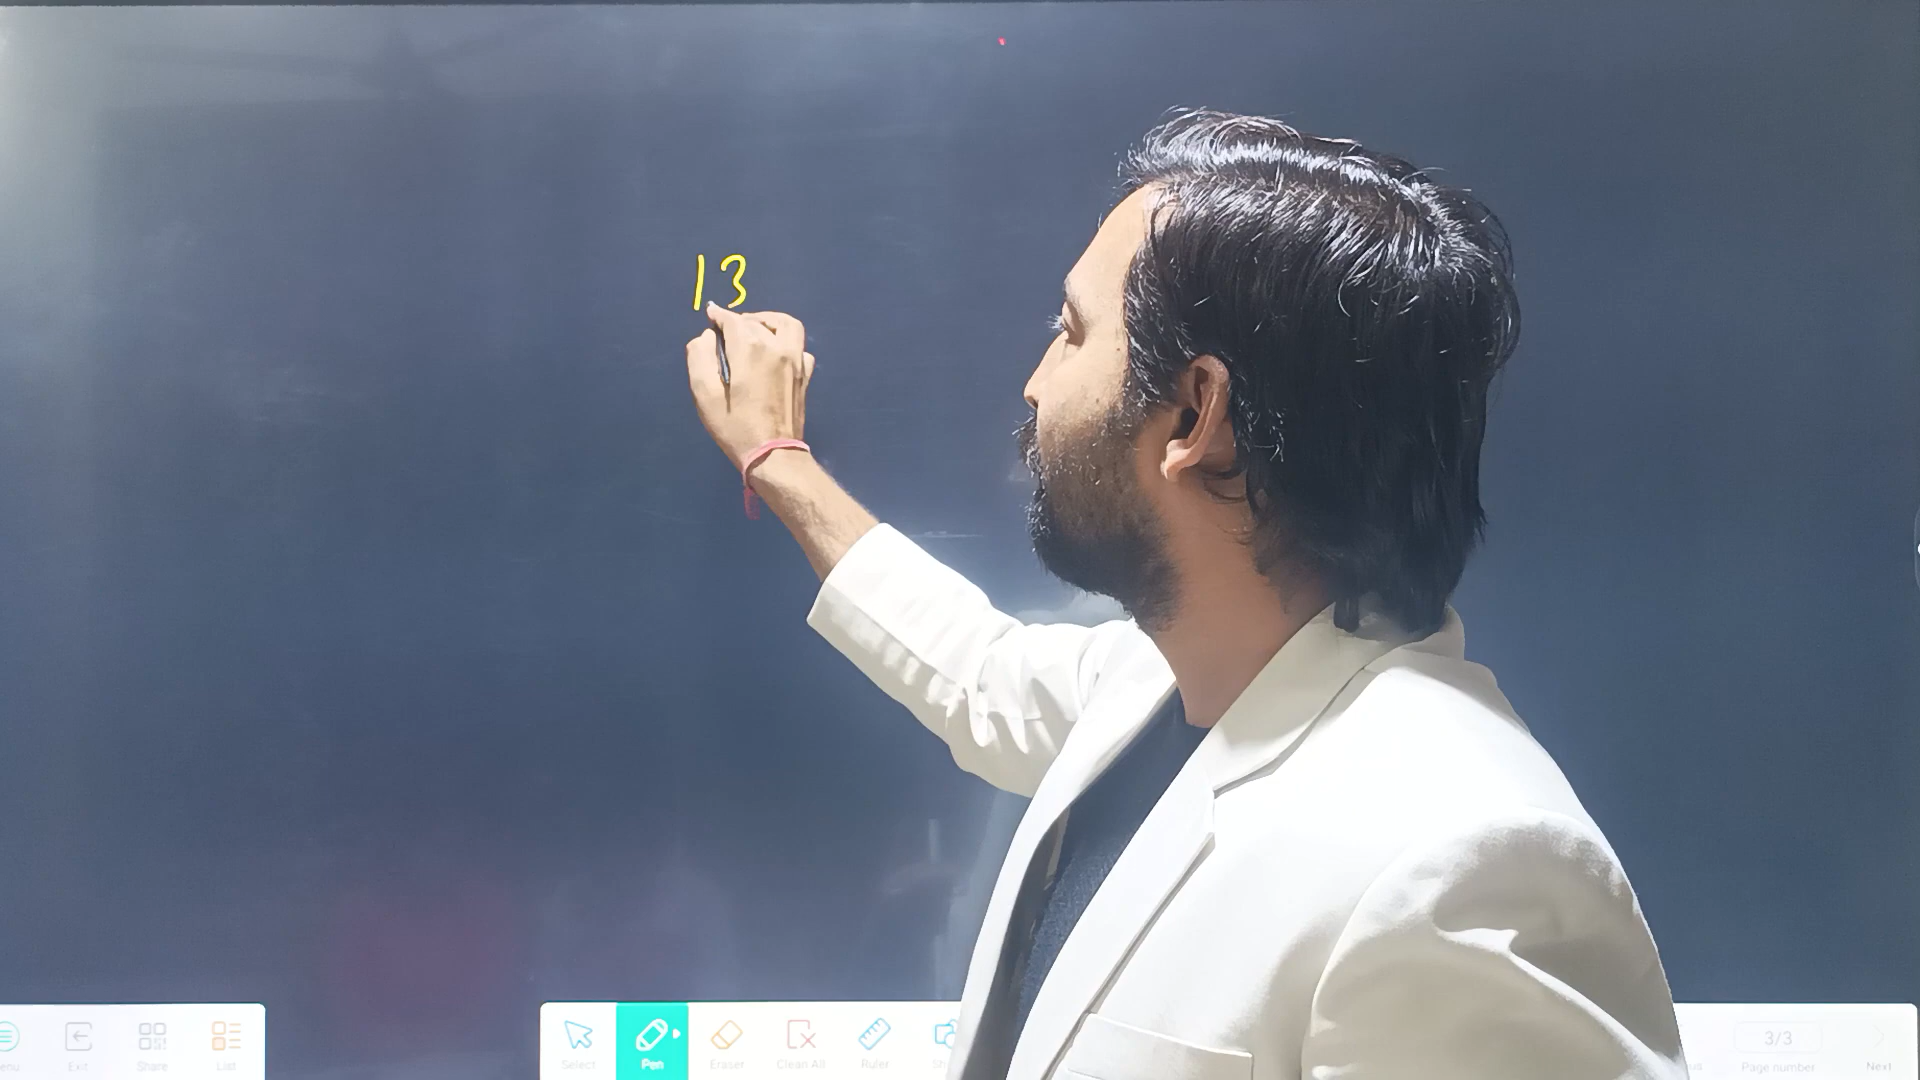 13
Exit
Share
List
Select
Pen
Eraser
Clean All
Ruler
3/3
Page number
Next